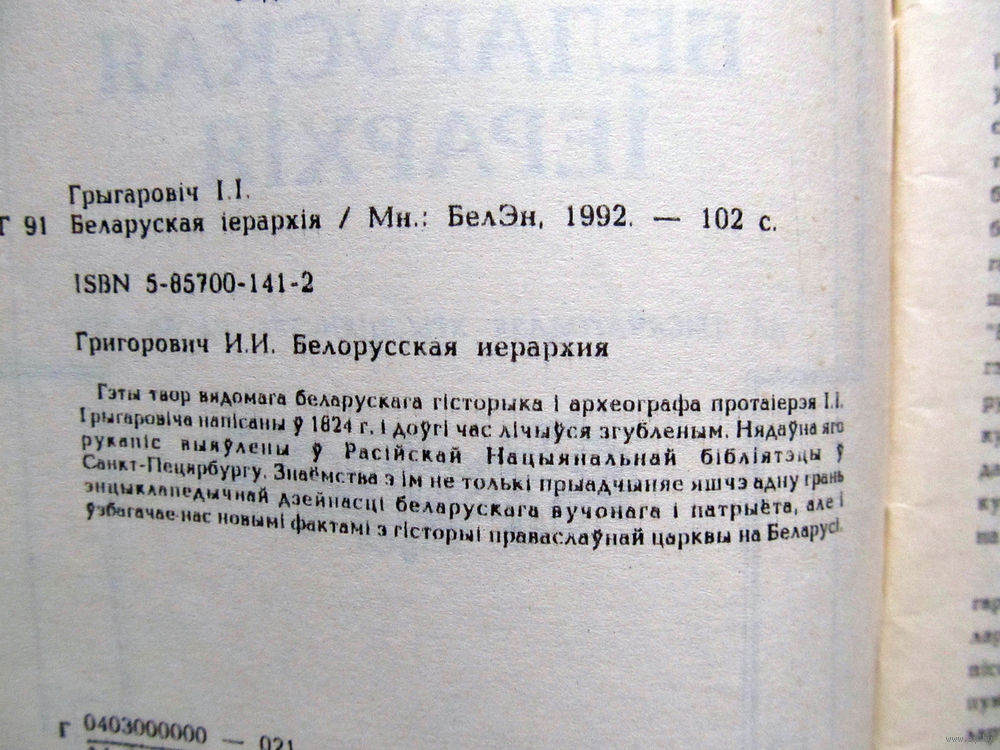 БЕЛАРУСКАЯ
ІЕРАРХІЯ
Грыгаровіч І.І.
Г 91 Беларуская іерархія / Мн.: БелЭн, 1992. — 102 с.
ISBN 5-85700-141-2
Григорович И.И. Белорусская иерархия
Гэты твор вядомага беларускага гісторыка і археографа протаіерэя І.І.
Грыгаровіча напісаны ў 1824 г. і доўгі час лічыўся згубленым. Нядаўна яго
рукапіс выяўлены ў Расійскай Нацыянальнай бібліятэцы ў
Санкт-Пецярбургу. Знаёмства з ім не толькі прыадчыняе яшчэ адну грань
энцыклапедычнай дзейнасці беларускага вучонага і патрыёта, але і
ўзбагачае нас новымі фактамі з гісторыі праваслаўнай царквы на Беларусі.
Г 0403000000 — 021